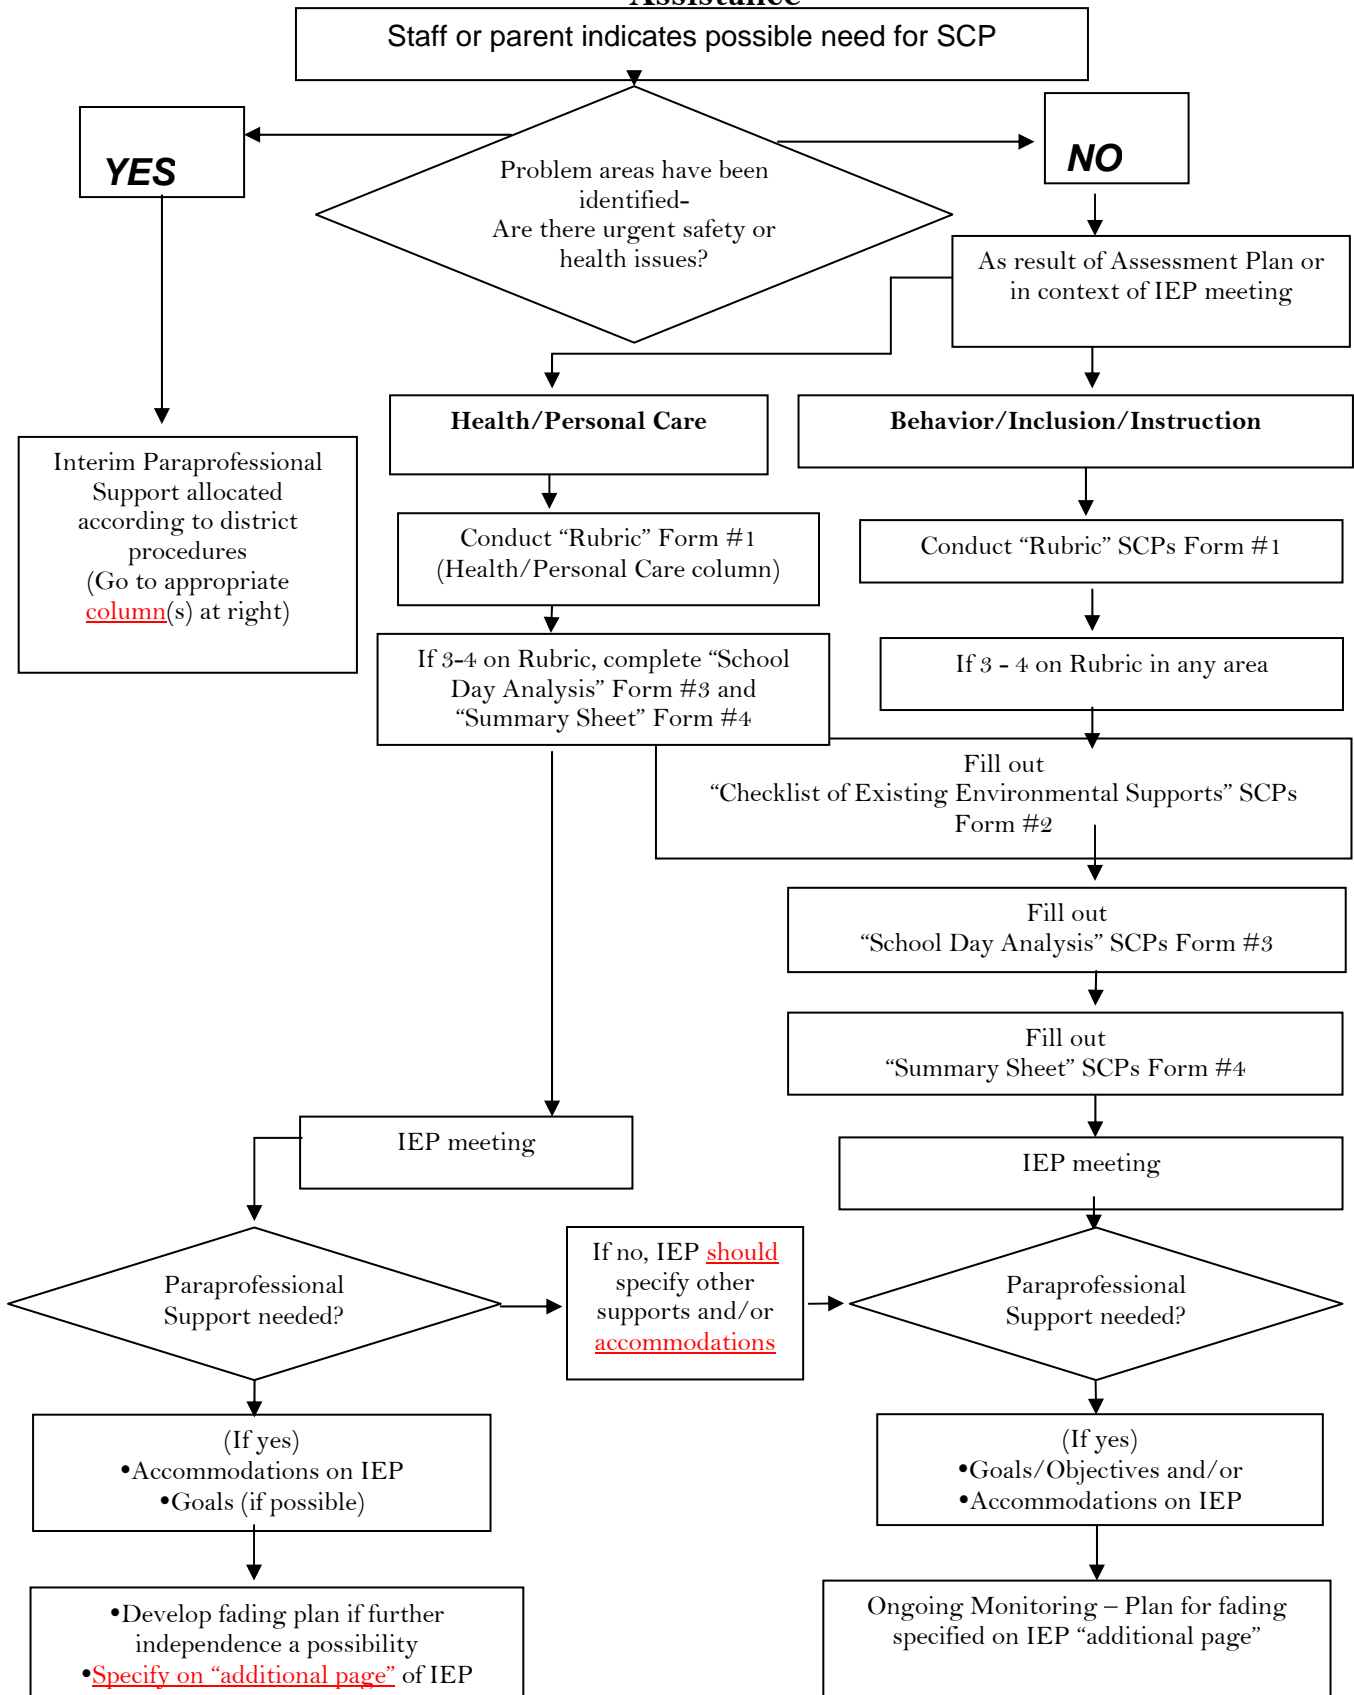 Assistance
Staff or parent indicates possible need for SCP
YES
Problem areas have been
identified-
Are there urgent safety or
health issues?
NO
As result of Assessment Plan or
in context of IEP meeting
Health/Personal Care
Behavior/Inclusion/Instruction
Interim Paraprofessional
Support allocated
according to district
procedures
(Go to appropriate
column(s) at right)
Conduct “Rubric” Form #1
(Health/Personal Care column)
Conduct “Rubric” SCPs Form #1
If 3-4 on Rubric, complete “School
Day Analysis” Form #3 and
“Summary Sheet” Form #4
If 3 - 4 on Rubric in any area
Fill out
“Checklist of Existing Environmental Supports” SCPs
Form #2
Fill out
“School Day Analysis” SCPs Form #3
Fill out
“Summary Sheet” SCPs Form #4
IEP meeting
IEP meeting
Paraprofessional
Support needed?
If no, IEP should
specify other
supports and/or
accommodations
Paraprofessional
Support needed?
(If yes)
•Accommodations on IEP
•Goals (if possible)
(If yes)
•Goals/Objectives and/or
•Accommodations on IEP
•Develop fading plan if further
independence a possibility
•Specify on “additional page” of IEP
Ongoing Monitoring – Plan for fading
specified on IEP “additional page”